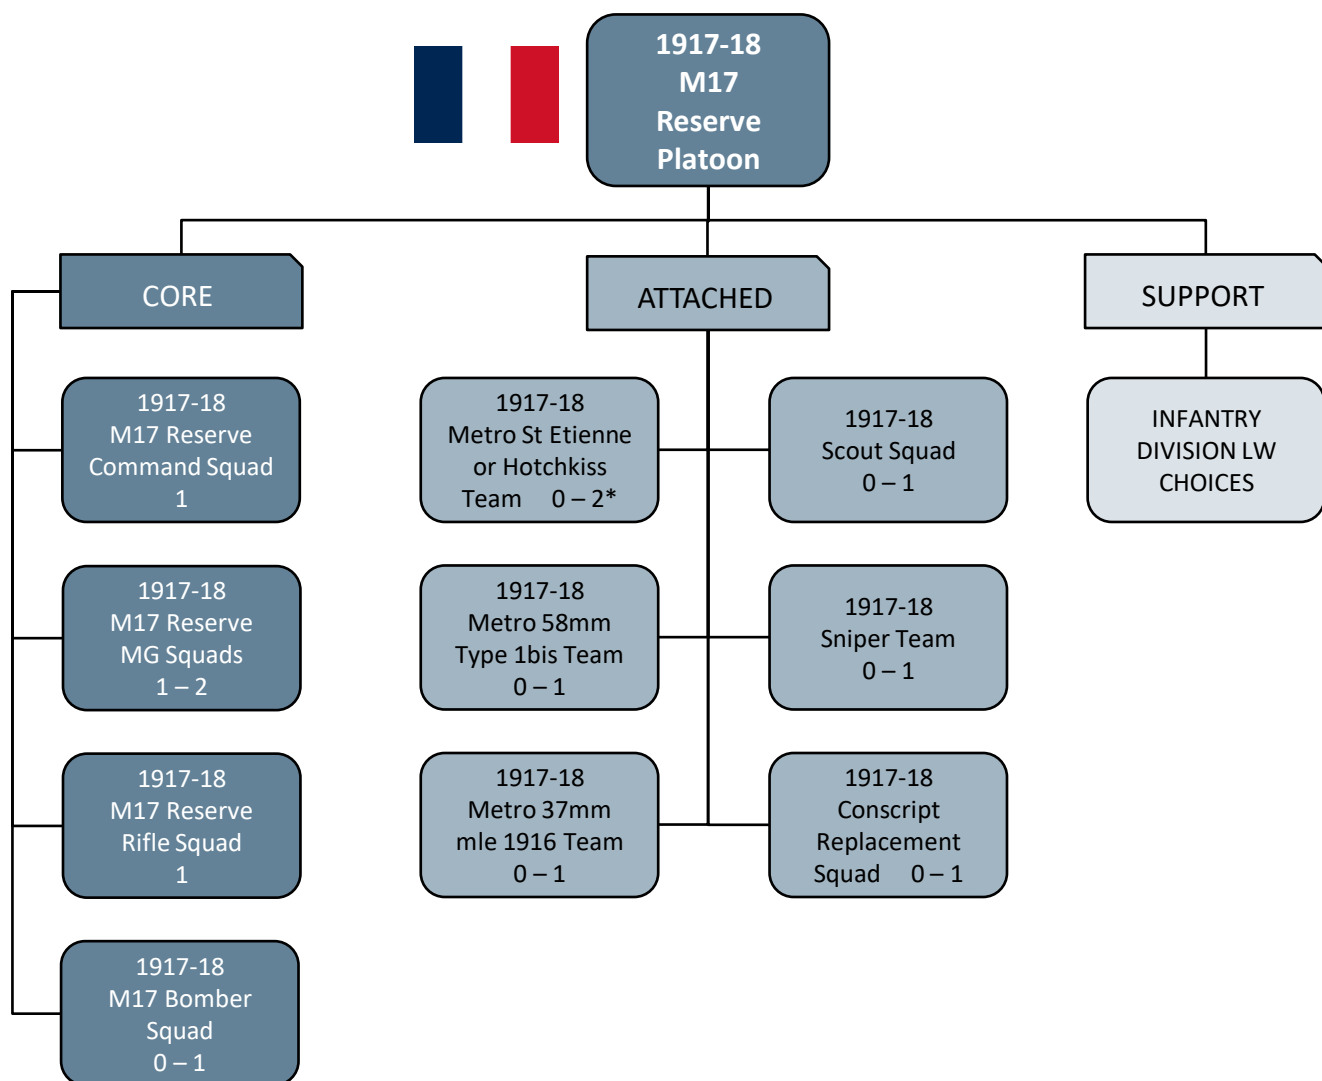 1917-18
M17
Reserve
Platoon
CORE
1917-18
M17 Reserve
Command Squad
1
1917-18
M17 Reserve
MG Squads
1 – 2
1917-18
M17 Reserve
Rifle Squad
1
1917-18
M17 Bomber
Squad
0 – 1
ATTACHED
1917-18
Metro St Etienne
or Hotchkiss
Team 0 – 2*
1917-18
Metro 58mm
Type 1bis Team
0 – 1
1917-18
Metro 37mm
mle 1916 Team
0 – 1
1917-18
Scout Squad
0 – 1
1917-18
Sniper Team
0 – 1
1917-18
Conscript
Replacement
Squad 0 – 1
SUPPORT
INFANTRY
DIVISION LW
CHOICES